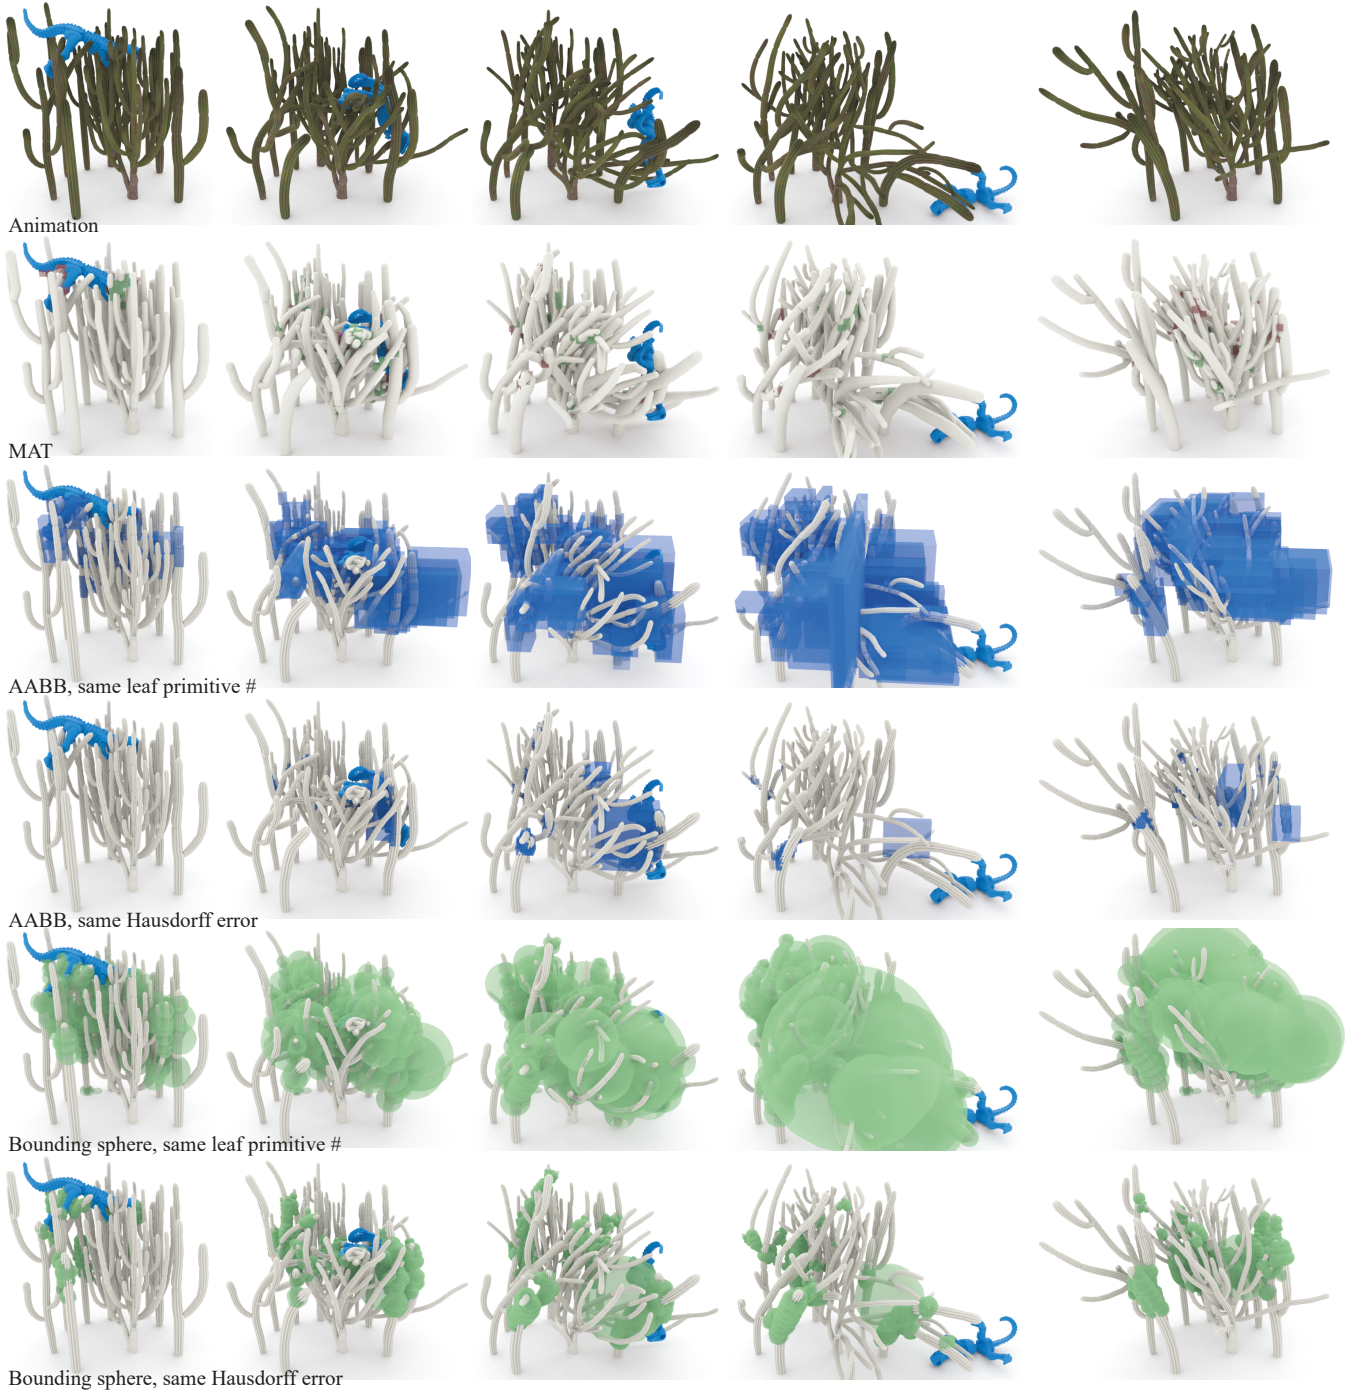 Animation
MAT
AABB, same leaf primitive #
AABB, same Hausdorff error
Bounding sphere, same leaf primitive #
Bounding sphere, same Hausdorff error